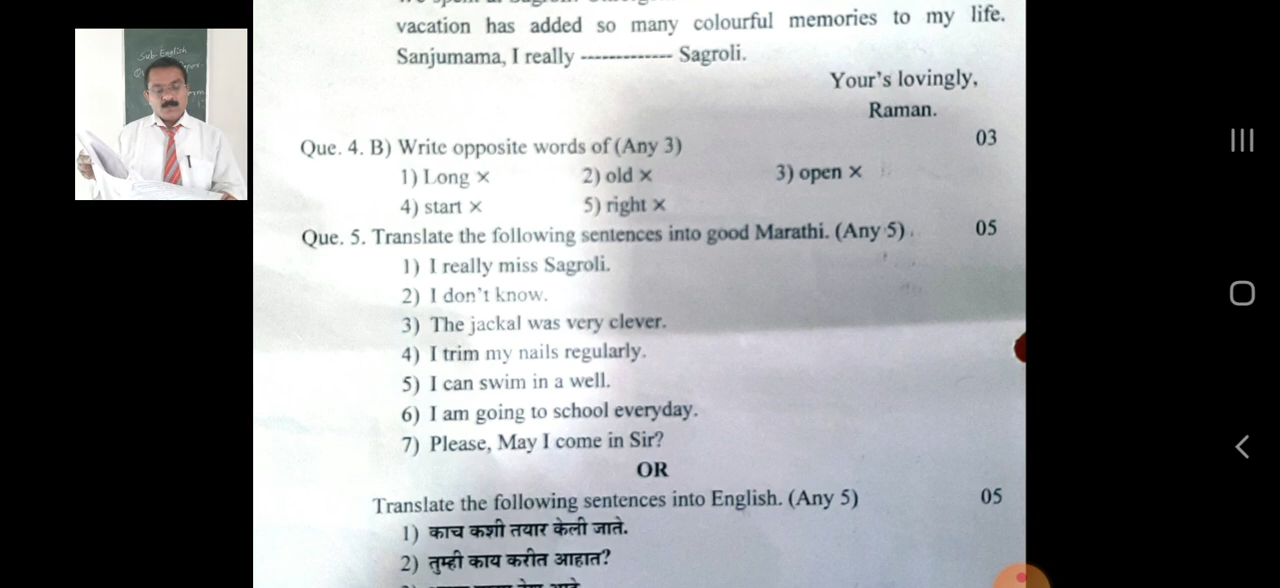 vacation has added so many colourful memories to my life.
Sanjumama, I really ------------- Sagroli.
Your's lovingly,
Raman.
Que. 4. B) Write opposite words of (Any 3) 03
1) Long × 2) old × 3) open ×
4) start × 5) right ×
Que. 5. Translate the following sentences into good Marathi. (Any 5) 05
1) I really miss Sagroli.
2) I don't know.
3) The jackal was very clever.
4) I trim my nails regularly.
5) I can swim in a well.
6) I am going to school everyday.
7) Please, May I come in Sir?
OR
Translate the following sentences into English. (Any 5) 05
1) काच कशी तयार केली जाते.
2) तुम्ही काय करीत आहात?
Sub English